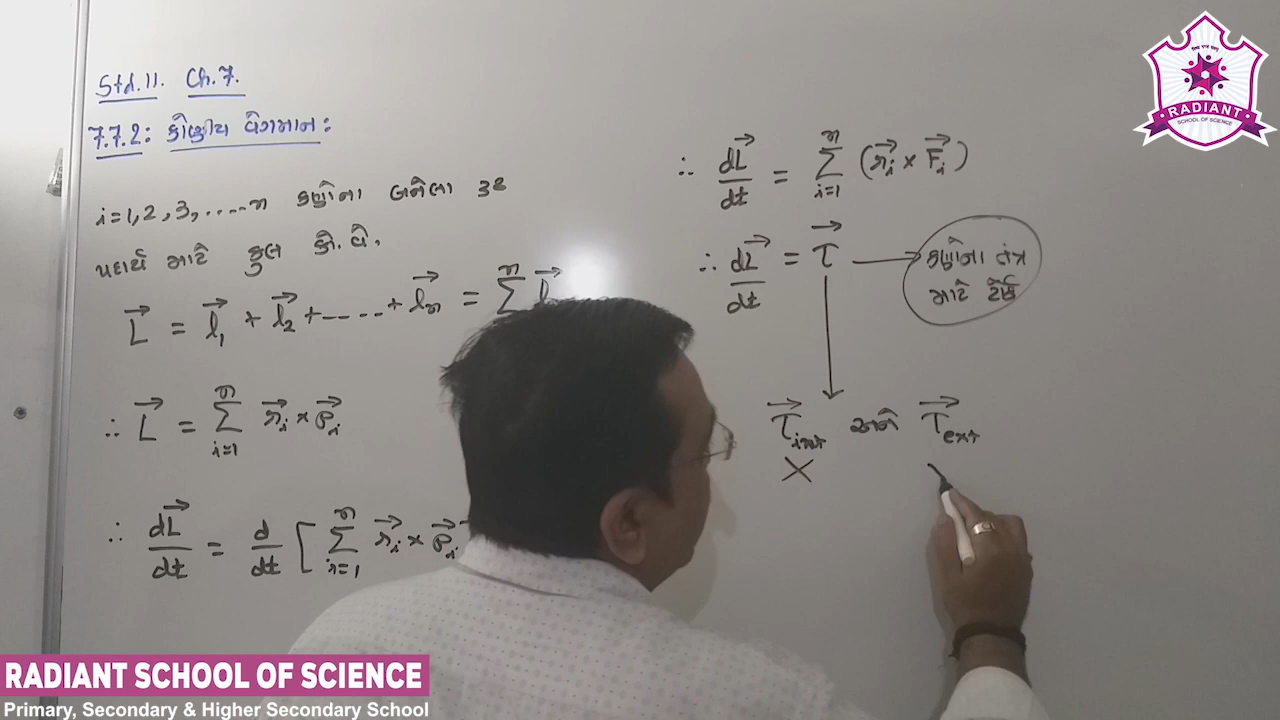 Std.11. Ch.7.
7.7.2: કોણીય વેગમાન:
i=1,2,3,.....n કણોના બનેલા દૃઢ
પદાર્થ માટે કુલ કો.વે.
L⃗ = l⃗₁ + l⃗₂ +-----+ l⃗ₙ = Σⁿ l⃗
∴ L⃗ = Σⁿᵢ₌₁ r⃗ᵢ × P⃗ᵢ
∴ dL⃗/dt = d/dt [ Σⁿᵢ₌₁ r⃗ᵢ × P⃗ᵢ
∴ dL⃗/dt = Σⁿᵢ₌₁ (r⃗ᵢ × F⃗ᵢ)
∴ dL⃗/dt = τ⃗ → કણોના તંત્ર
માટે ટૉર્ક
τ⃗ᵢₙₜ અને τ⃗ₑₓₜ
×
RADIANT
SCHOOL OF SCIENCE
RADIANT SCHOOL OF SCIENCE
Primary, Secondary & Higher Secondary School